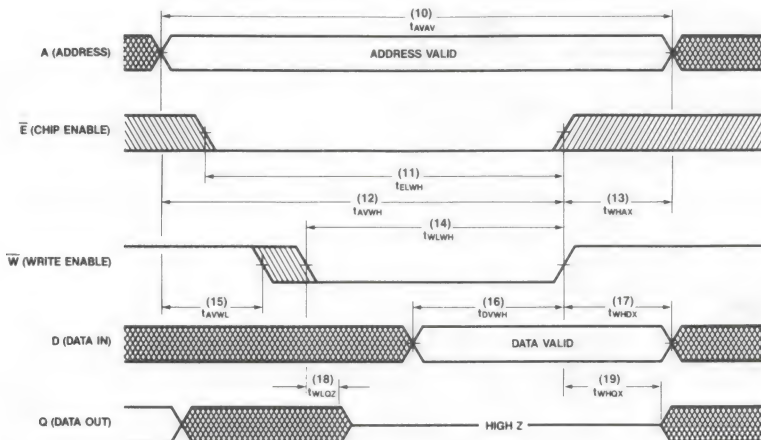 (10)
tAVAV
A (ADDRESS)
ADDRESS VALID
E (CHIP ENABLE)
(11)
tELWH
(12)
tAVWH
(13)
tWHAX
(14)
tWLWH
W (WRITE ENABLE)
(15)
tAVWL
(16)
tDVWH
(17)
tWHDX
D (DATA IN)
DATA VALID
(18)
tWLQZ
(19)
tWHQX
Q (DATA OUT)
HIGH Z